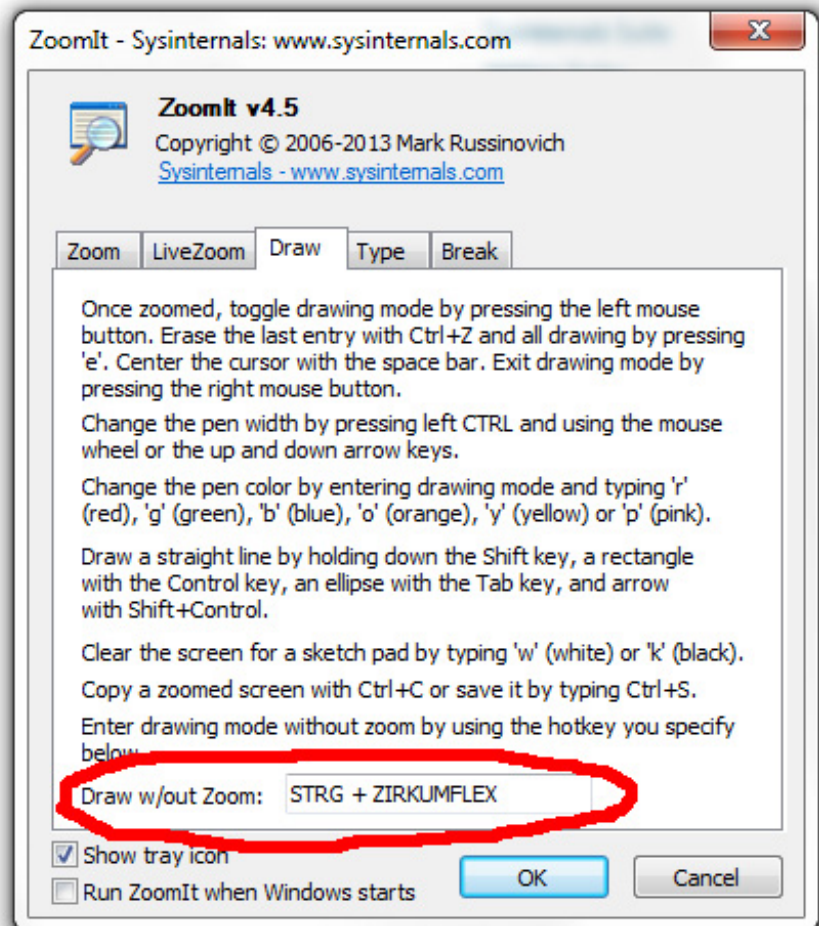 ZoomIt - Sysinternals: www.sysinternals.com
ZoomIt v4.5
Copyright © 2006-2013 Mark Russinovich
Sysinternals - www.sysinternals.com
Zoom LiveZoom Draw Type Break
Once zoomed, toggle drawing mode by pressing the left mouse
button. Erase the last entry with Ctrl+Z and all drawing by pressing
'e'. Center the cursor with the space bar. Exit drawing mode by
pressing the right mouse button.
Change the pen width by pressing left CTRL and using the mouse
wheel or the up and down arrow keys.
Change the pen color by entering drawing mode and typing 'r'
(red), 'g' (green), 'b' (blue), 'o' (orange), 'y' (yellow) or 'p' (pink).
Draw a straight line by holding down the Shift key, a rectangle
with the Control key, an ellipse with the Tab key, and arrow
with Shift+Control.
Clear the screen for a sketch pad by typing 'w' (white) or 'k' (black).
Copy a zoomed screen with Ctrl+C or save it by typing Ctrl+S.
Enter drawing mode without zoom by using the hotkey you specify
below
Draw w/out Zoom: STRG + ZIRKUMFLEX
Show tray icon
Run ZoomIt when Windows starts
OK Cancel